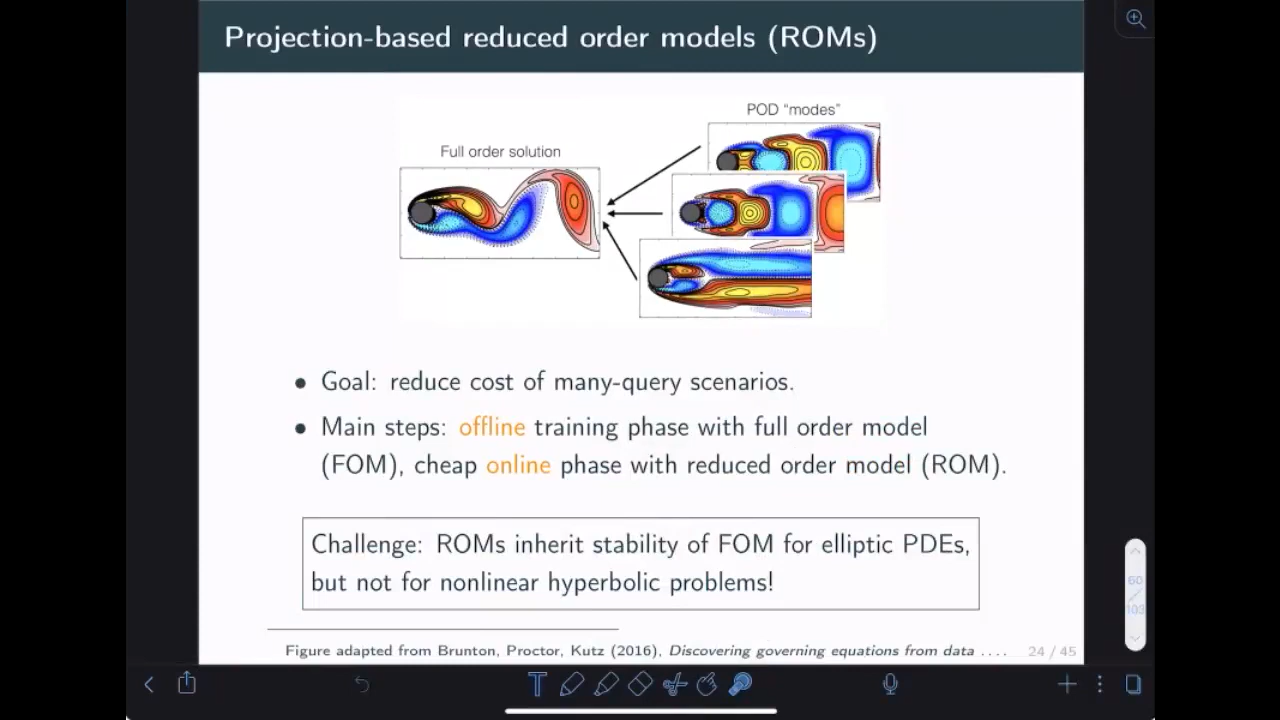 Projection-based reduced order models (ROMs)
POD “modes”
Full order solution
• Goal: reduce cost of many-query scenarios.
• Main steps: offline training phase with full order model
(FOM), cheap online phase with reduced order model (ROM).
Challenge: ROMs inherit stability of FOM for elliptic PDEs,
but not for nonlinear hyperbolic problems!
Figure adapted from Brunton, Proctor, Kutz (2016), Discovering governing equations from data ....
24 / 45
60
/
103